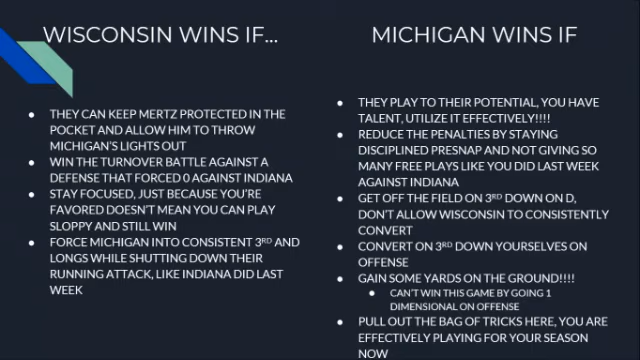 WISCONSIN WINS IF...
● THEY CAN KEEP MERTZ PROTECTED IN THE
POCKET AND ALLOW HIM TO THROW
MICHIGAN'S LIGHTS OUT
● WIN THE TURNOVER BATTLE AGAINST A
DEFENSE THAT FORCED 0 AGAINST INDIANA
● STAY FOCUSED, JUST BECAUSE YOU'RE
FAVORED DOESN'T MEAN YOU CAN PLAY
SLOPPY AND STILL WIN
● FORCE MICHIGAN INTO CONSISTENT 3RD AND
LONGS WHILE SHUTTING DOWN THEIR
RUNNING ATTACK, LIKE INDIANA DID LAST
WEEK
MICHIGAN WINS IF
● THEY PLAY TO THEIR POTENTIAL, YOU HAVE
TALENT, UTILIZE IT EFFECTIVELY!!!!
● REDUCE THE PENALTIES BY STAYING
DISCIPLINED PRESNAP AND NOT GIVING SO
MANY FREE PLAYS LIKE YOU DID LAST WEEK
AGAINST INDIANA
● GET OFF THE FIELD ON 3RD DOWN ON D,
DON'T ALLOW WISCONSIN TO CONSISTENTLY
CONVERT
● CONVERT ON 3RD DOWN YOURSELVES ON
OFFENSE
● GAIN SOME YARDS ON THE GROUND!!!!
● CAN'T WIN THIS GAME BY GOING 1
DIMENSIONAL ON OFFENSE
● PULL OUT THE BAG OF TRICKS HERE, YOU ARE
EFFECTIVELY PLAYING FOR YOUR SEASON
NOW